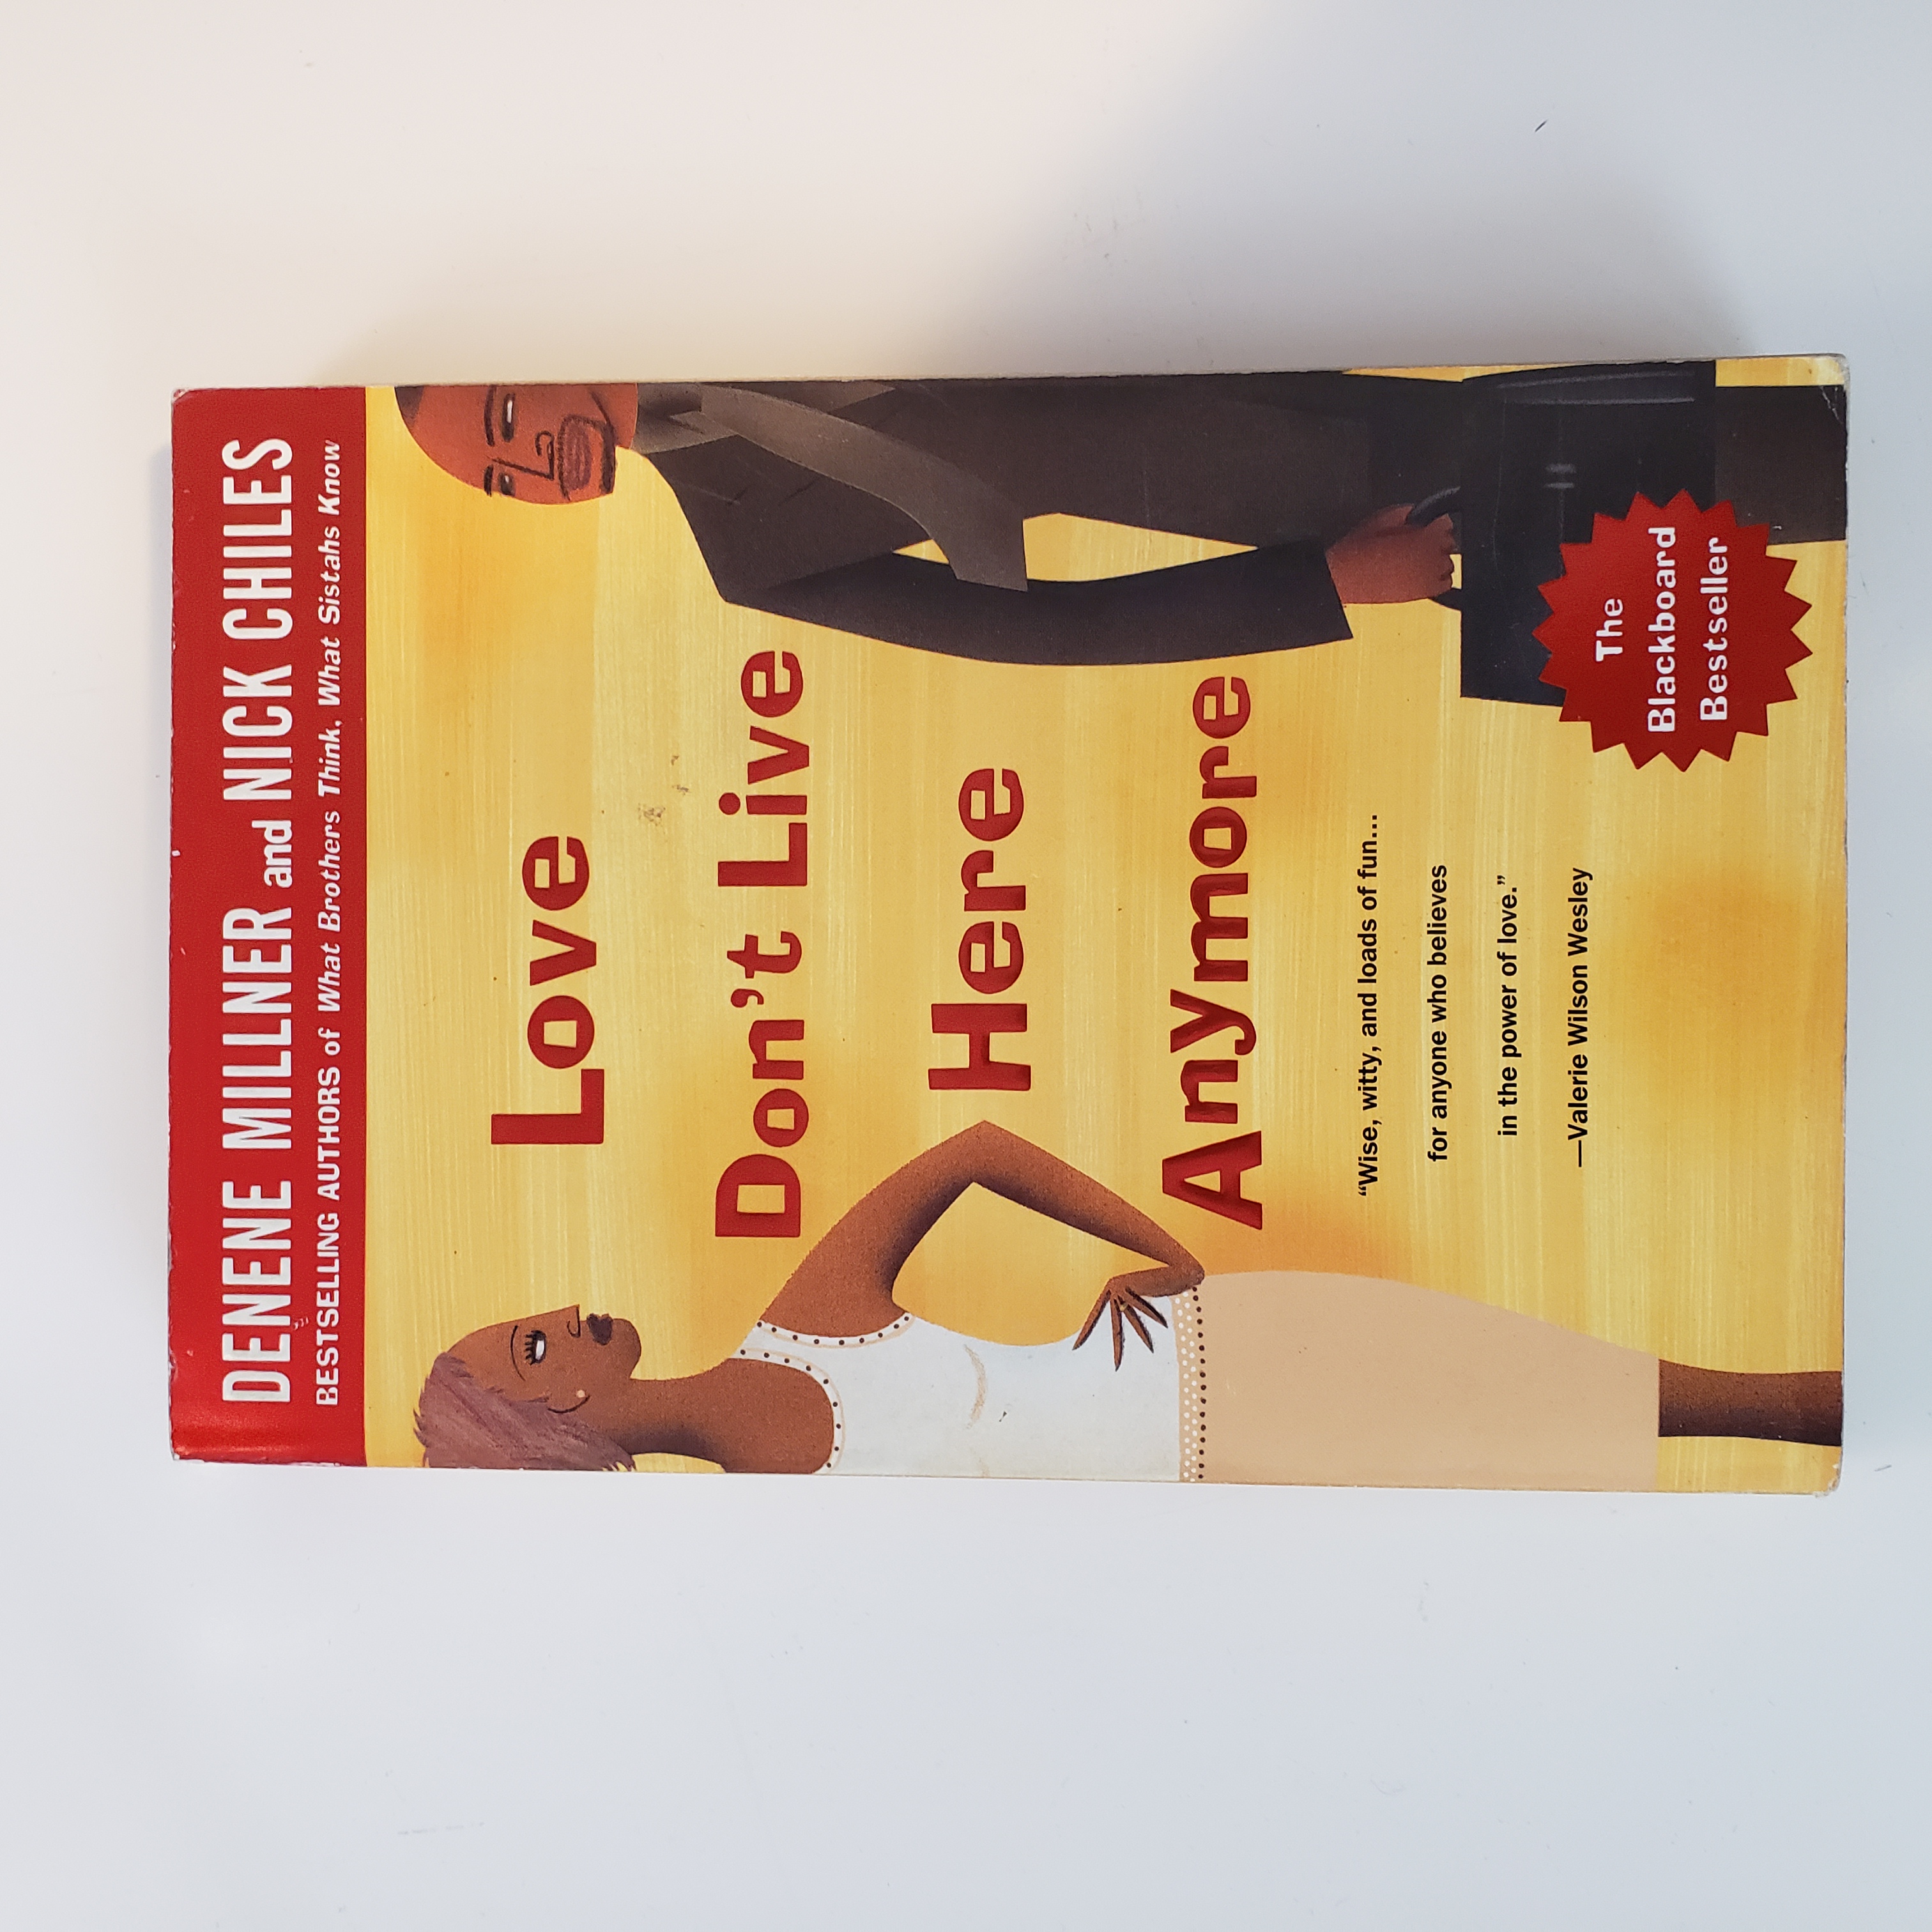 DENENE MILLNER and NICK CHILES
BESTSELLING AUTHORS of What Brothers Think, What Sistahs Know
Love
Don't Live
Here
Anymore
“Wise, witty, and loads of fun...
for anyone who believes
in the power of love.”
—Valerie Wilson Wesley
The
Blackboard
Bestseller